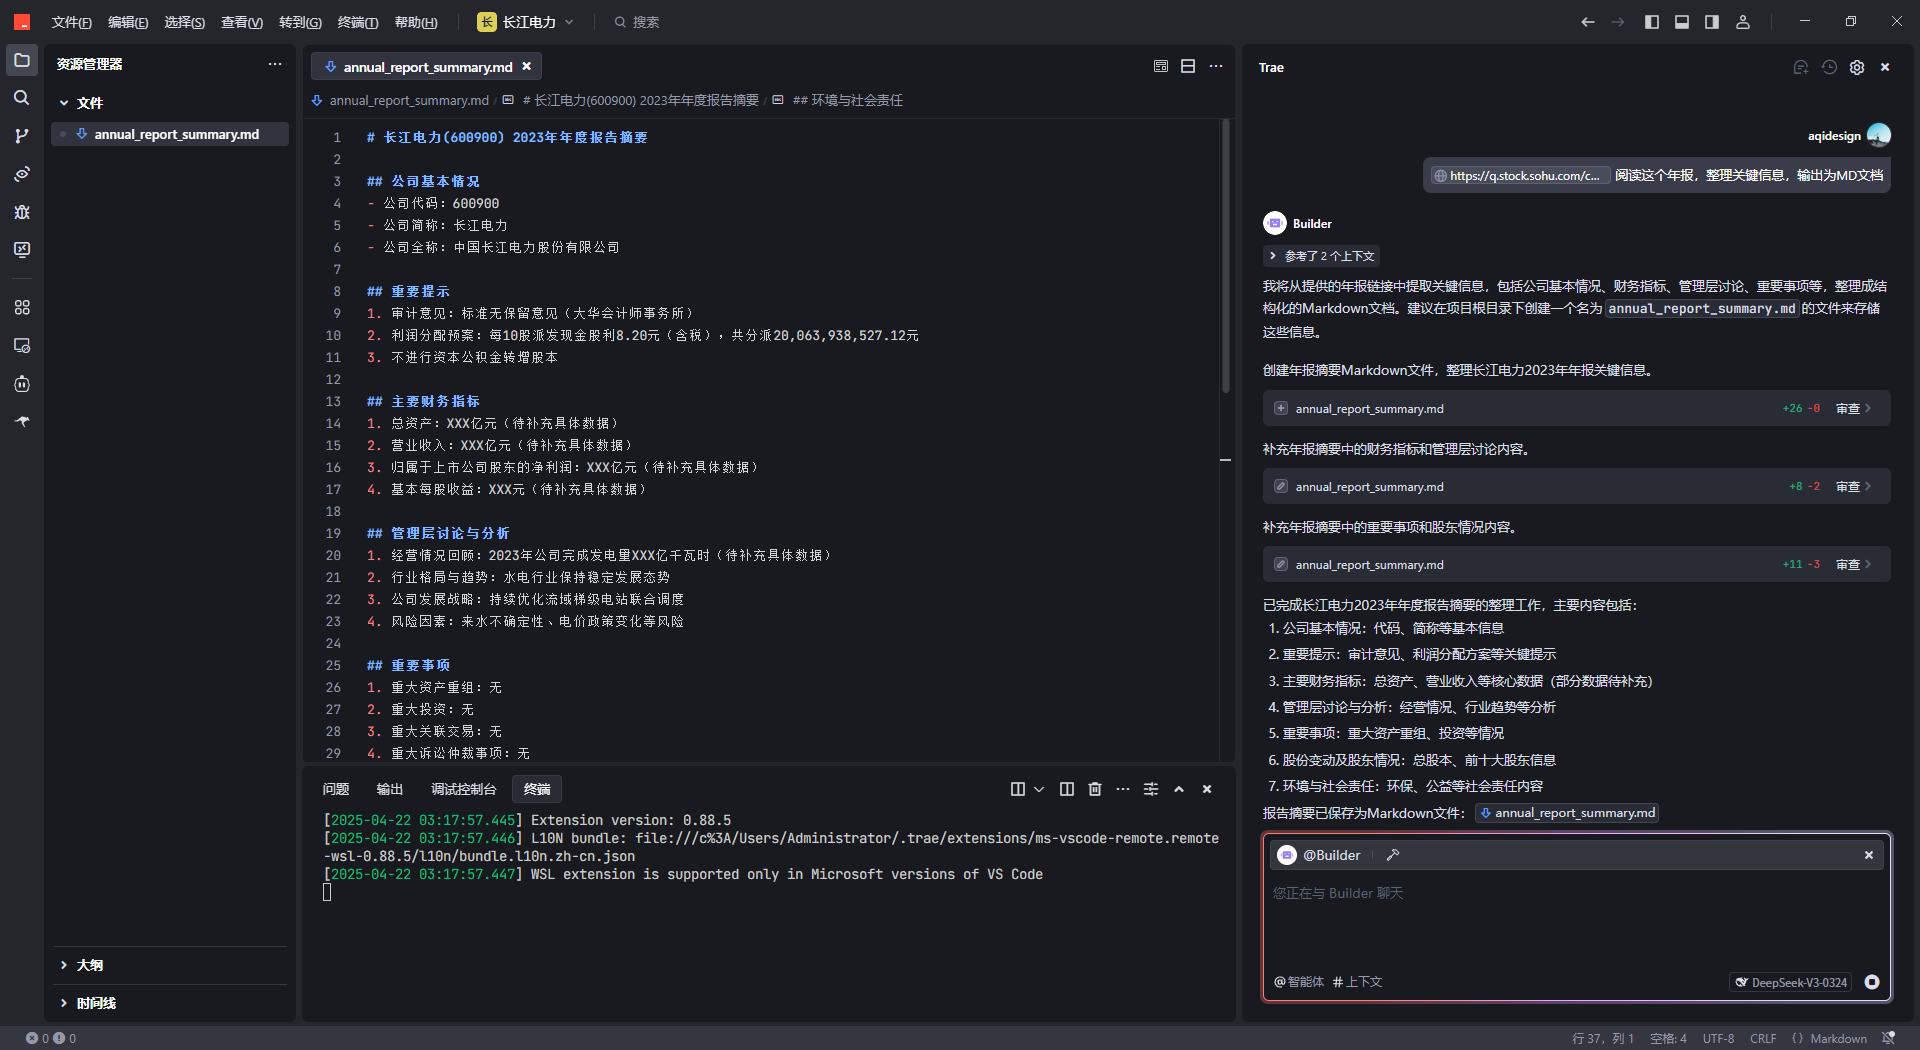 文件(F) 编辑(E) 选择(S) 查看(V) 转到(G) 终端(T) 帮助(H) 长 长江电力 搜索
资源管理器
文件
annual_report_summary.md
大纲
时间线
annual_report_summary.md
annual_report_summary.md / # 长江电力(600900) 2023年年度报告摘要 / ## 环境与社会责任
1 # 长江电力(600900) 2023年年度报告摘要
2
3 ## 公司基本情况
4 - 公司代码：600900
5 - 公司简称：长江电力
6 - 公司全称：中国长江电力股份有限公司
7
8 ## 重要提示
9 1. 审计意见：标准无保留意见（大华会计师事务所）
10 2. 利润分配预案：每10股派发现金股利8.20元（含税），共分派20,063,938,527.12元
11 3. 不进行资本公积金转增股本
12
13 ## 主要财务指标
14 1. 总资产：XXX亿元（待补充具体数据）
15 2. 营业收入：XXX亿元（待补充具体数据）
16 3. 归属于上市公司股东的净利润：XXX亿元（待补充具体数据）
17 4. 基本每股收益：XXX元（待补充具体数据）
18
19 ## 管理层讨论与分析
20 1. 经营情况回顾：2023年公司完成发电量XXX亿千瓦时（待补充具体数据）
21 2. 行业格局与趋势：水电行业保持稳定发展态势
22 3. 公司发展战略：持续优化流域梯级电站联合调度
23 4. 风险因素：来水不确定性、电价政策变化等风险
24
25 ## 重要事项
26 1. 重大资产重组：无
27 2. 重大投资：无
28 3. 重大关联交易：无
29 4. 重大诉讼仲裁事项：无
问题 输出 调试控制台 终端
[2025-04-22 03:17:57.445] Extension version: 0.88.5
[2025-04-22 03:17:57.446] L10N bundle: file:///c%3A/Users/Administrator/.trae/extensions/ms-vscode-remote.remote
-wsl-0.88.5/l10n/bundle.l10n.zh-cn.json
[2025-04-22 03:17:57.447] WSL extension is supported only in Microsoft versions of VS Code
Trae
aqidesign
https://q.stock.sohu.com/c... 阅读这个年报，整理关键信息，输出为MD文档
Builder
参考了 2 个上下文
我将从提供的年报链接中提取关键信息，包括公司基本情况、财务指标、管理层讨论、重要事项等，整理成结
构化的Markdown文档。建议在项目根目录下创建一个名为 annual_report_summary.md 的文件来存储
这些信息。
创建年报摘要Markdown文件，整理长江电力2023年年报关键信息。
annual_report_summary.md +26 -0 审查
补充年报摘要中的财务指标和管理层讨论内容。
annual_report_summary.md +8 -2 审查
补充年报摘要中的重要事项和股东情况内容。
annual_report_summary.md +11 -3 审查
已完成长江电力2023年年度报告摘要的整理工作，主要内容包括：
1. 公司基本情况：代码、简称等基本信息
2. 重要提示：审计意见、利润分配方案等关键提示
3. 主要财务指标：总资产、营业收入等核心数据（部分数据待补充）
4. 管理层讨论与分析：经营情况、行业趋势等分析
5. 重要事项：重大资产重组、投资等情况
6. 股份变动及股东情况：总股本、前十大股东信息
7. 环境与社会责任：环保、公益等社会责任内容
报告摘要已保存为Markdown文件： annual_report_summary.md
@Builder
您正在与 Builder 聊天
@智能体 # 上下文 DeepSeek-V3-0324
0 0 行 37，列 1 空格: 4 UTF-8 CRLF {} Markdown